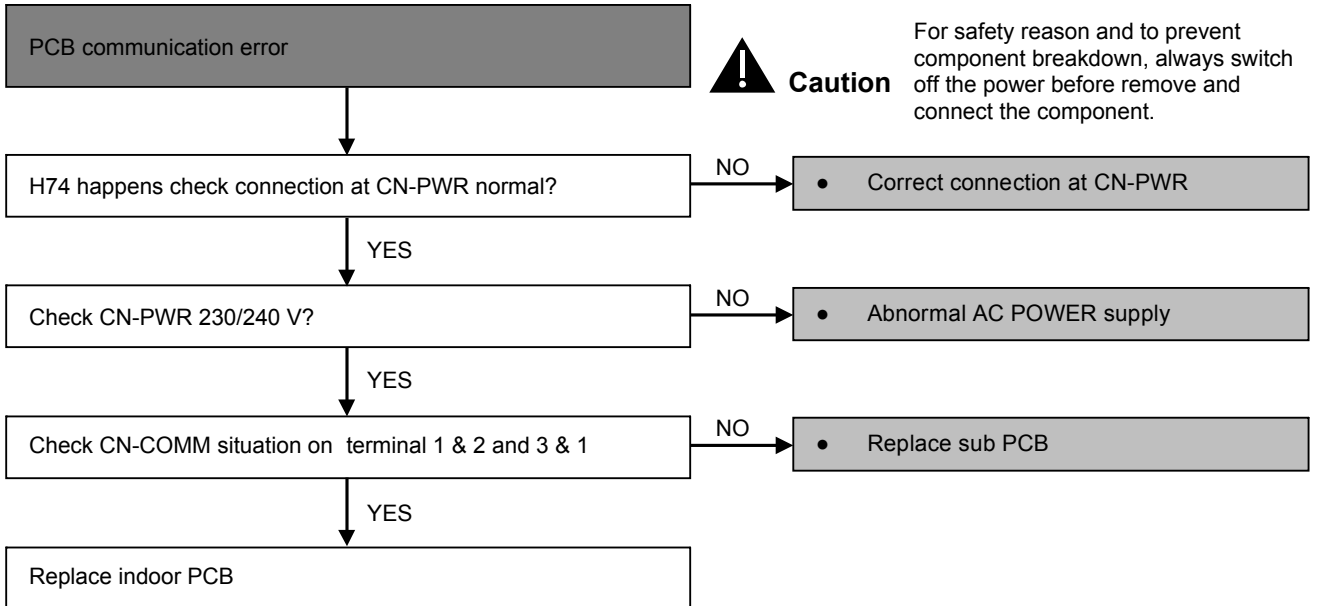 PCB communication error
Caution
For safety reason and to prevent
component breakdown, always switch
off the power before remove and
connect the component.
H74 happens check connection at CN-PWR normal?
NO
● Correct connection at CN-PWR
YES
Check CN-PWR 230/240 V?
NO
● Abnormal AC POWER supply
YES
Check CN-COMM situation on terminal 1 & 2 and 3 & 1
NO
● Replace sub PCB
YES
Replace indoor PCB